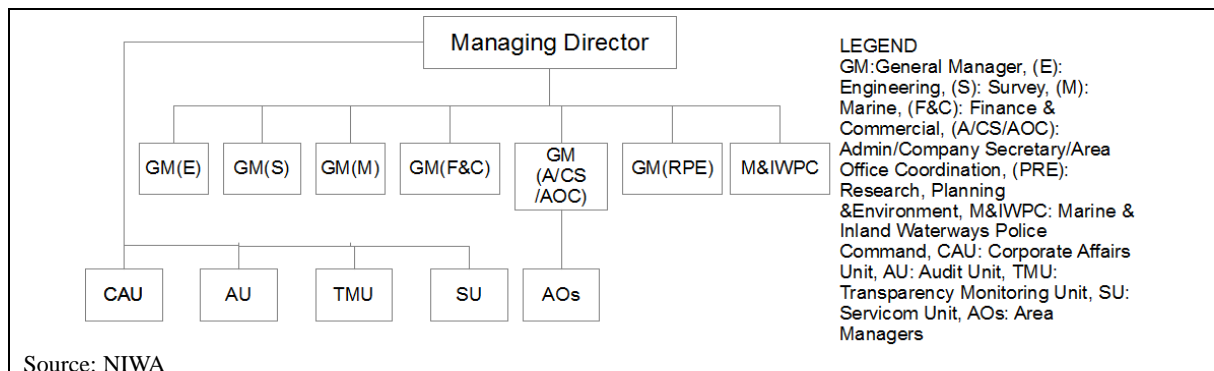 Managing Director
GM(E)
GM(S)
GM(M)
GM(F&C)
GM
(A/CS
/AOC)
GM(RPE)
M&IWPC
CAU
AU
TMU
SU
AOs
LEGEND
GM:General Manager, (E):
Engineering, (S): Survey, (M):
Marine, (F&C): Finance &
Commercial, (A/CS/AOC):
Admin/Company Secretary/Area
Office Coordination, (PRE):
Research, Planning
&Environment, M&IWPC: Marine &
Inland Waterways Police
Command, CAU: Corporate Affairs
Unit, AU: Audit Unit, TMU:
Transparency Monitoring Unit, SU:
Servicom Unit, AOs: Area
Managers
Source: NIWA